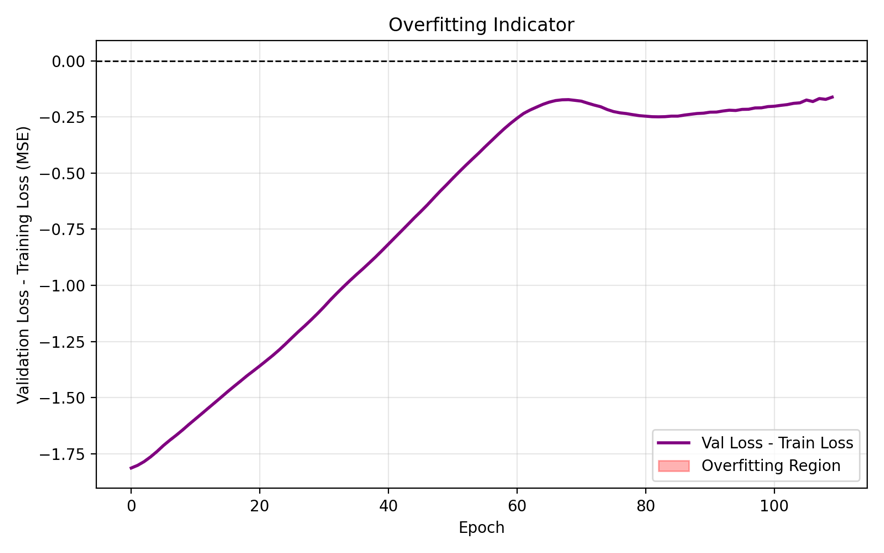 Overfitting Indicator
Validation Loss - Training Loss (MSE)
0.00
−0.25
−0.50
−0.75
−1.00
−1.25
−1.50
−1.75
Val Loss - Train Loss
Overfitting Region
0 20 40 60 80 100
Epoch